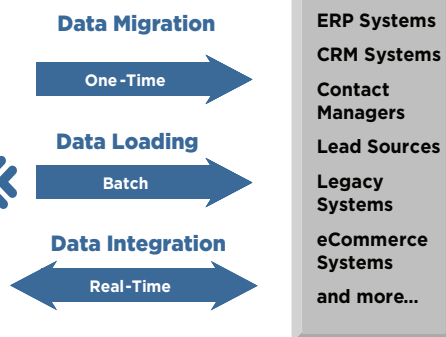 Data Migration
One-Time
Data Loading
Batch
Data Integration
Real-Time
ERP Systems
CRM Systems
Contact
Managers
Lead Sources
Legacy
Systems
eCommerce
Systems
and more...